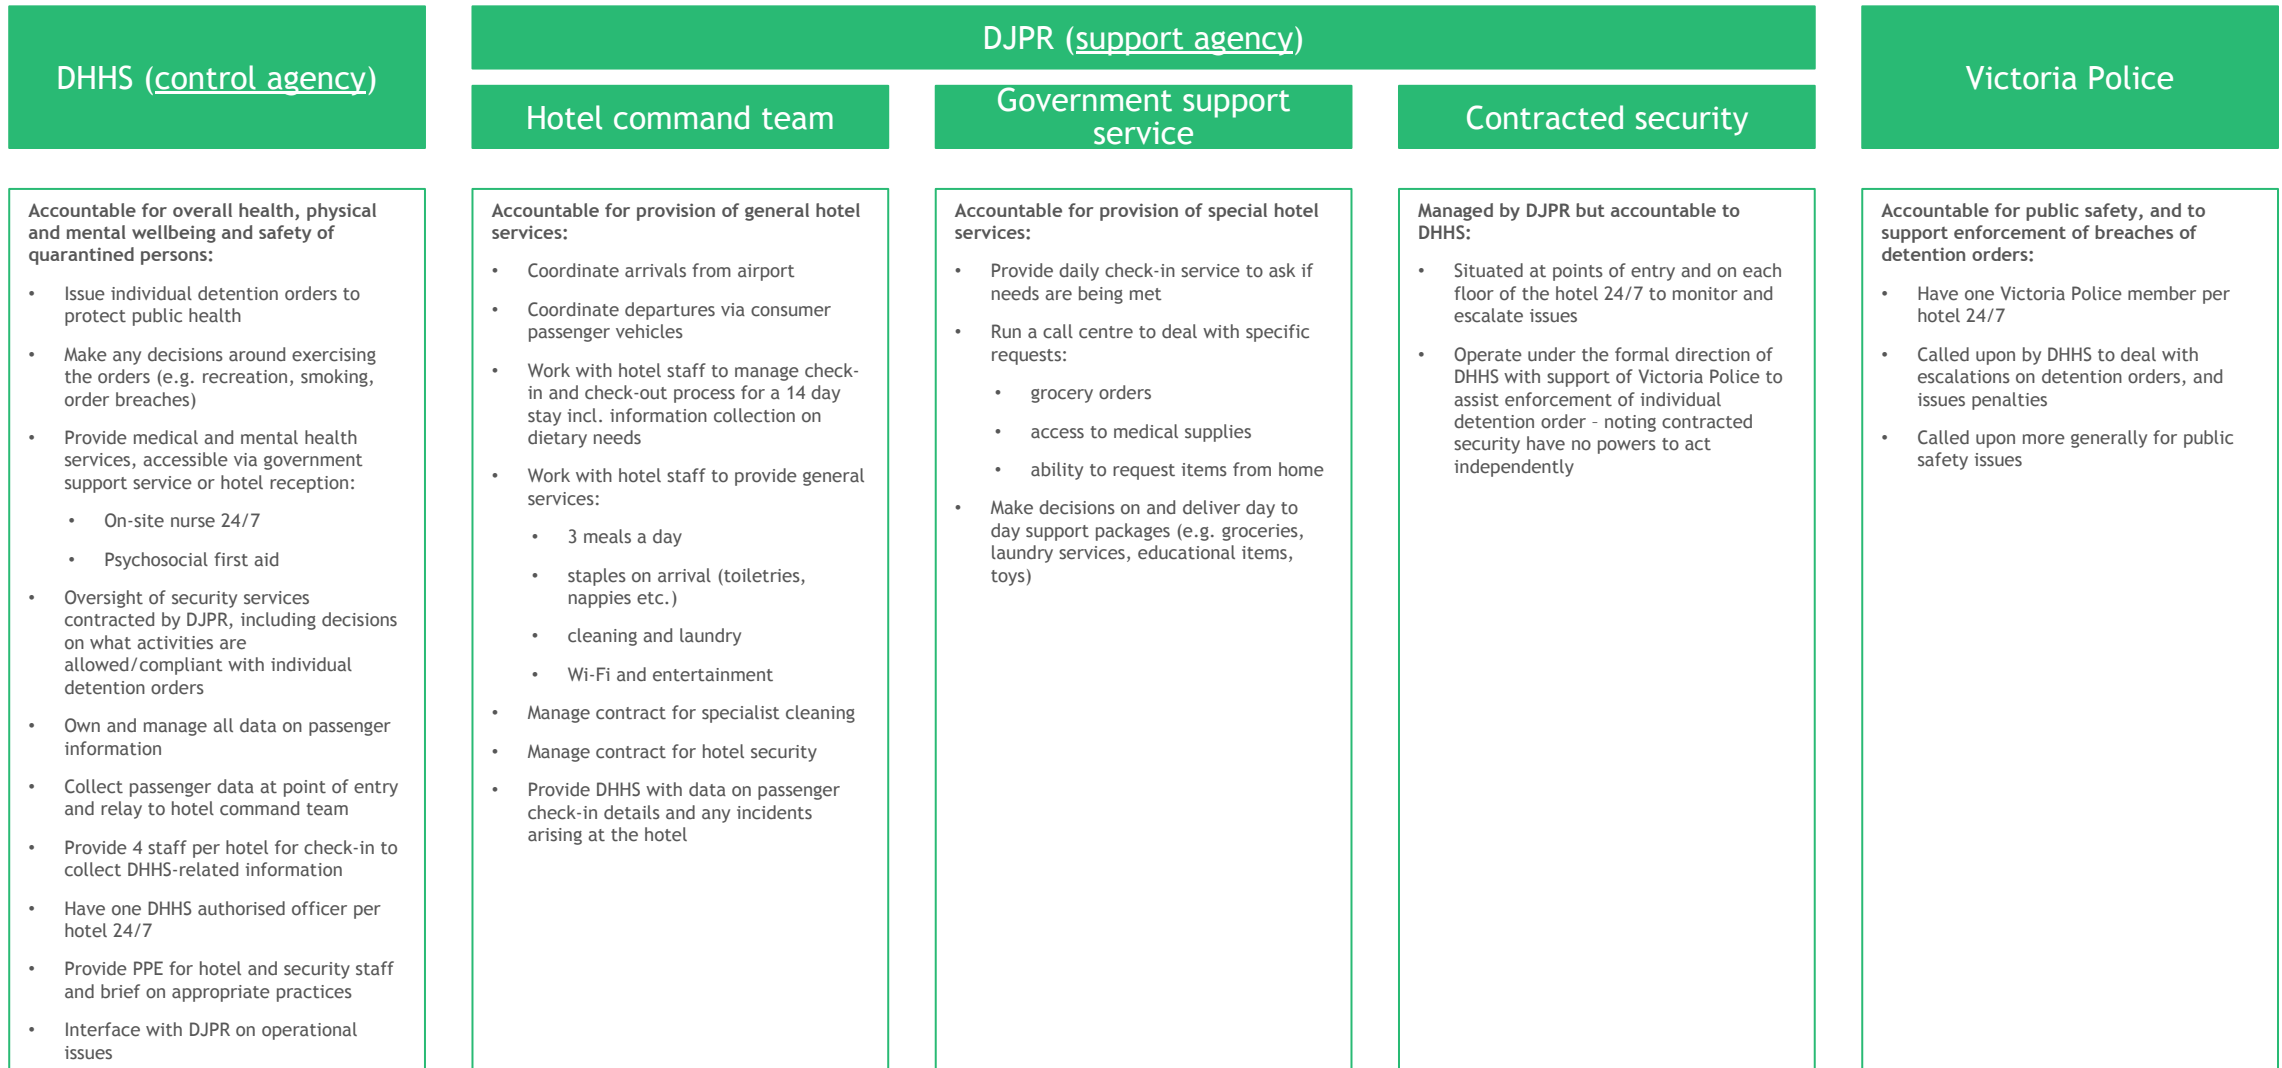 DHHS (control agency)
DJPR (support agency)
Hotel command team
Government support
service
Contracted security
Victoria Police
Accountable for overall health, physical
and mental wellbeing and safety of
quarantined persons:
• Issue individual detention orders to
protect public health
• Make any decisions around exercising
the orders (e.g. recreation, smoking,
order breaches)
• Provide medical and mental health
services, accessible via government
support service or hotel reception:
• On-site nurse 24/7
• Psychosocial first aid
• Oversight of security services
contracted by DJPR, including decisions
on what activities are
allowed/compliant with individual
detention orders
• Own and manage all data on passenger
information
• Collect passenger data at point of entry
and relay to hotel command team
• Provide 4 staff per hotel for check-in to
collect DHHS-related information
• Have one DHHS authorised officer per
hotel 24/7
• Provide PPE for hotel and security staff
and brief on appropriate practices
• Interface with DJPR on operational
issues
Accountable for provision of general hotel
services:
• Coordinate arrivals from airport
• Coordinate departures via consumer
passenger vehicles
• Work with hotel staff to manage check-
in and check-out process for a 14 day
stay incl. information collection on
dietary needs
• Work with hotel staff to provide general
services:
• 3 meals a day
• staples on arrival (toiletries,
nappies etc.)
• cleaning and laundry
• Wi-Fi and entertainment
• Manage contract for specialist cleaning
• Manage contract for hotel security
• Provide DHHS with data on passenger
check-in details and any incidents
arising at the hotel
Accountable for provision of special hotel
services:
• Provide daily check-in service to ask if
needs are being met
• Run a call centre to deal with specific
requests:
• grocery orders
• access to medical supplies
• ability to request items from home
• Make decisions on and deliver day to
day support packages (e.g. groceries,
laundry services, educational items,
toys)
Managed by DJPR but accountable to
DHHS:
• Situated at points of entry and on each
floor of the hotel 24/7 to monitor and
escalate issues
• Operate under the formal direction of
DHHS with support of Victoria Police to
assist enforcement of individual
detention order – noting contracted
security have no powers to act
independently
Accountable for public safety, and to
support enforcement of breaches of
detention orders:
• Have one Victoria Police member per
hotel 24/7
• Called upon by DHHS to deal with
escalations on detention orders, and
issues penalties
• Called upon more generally for public
safety issues